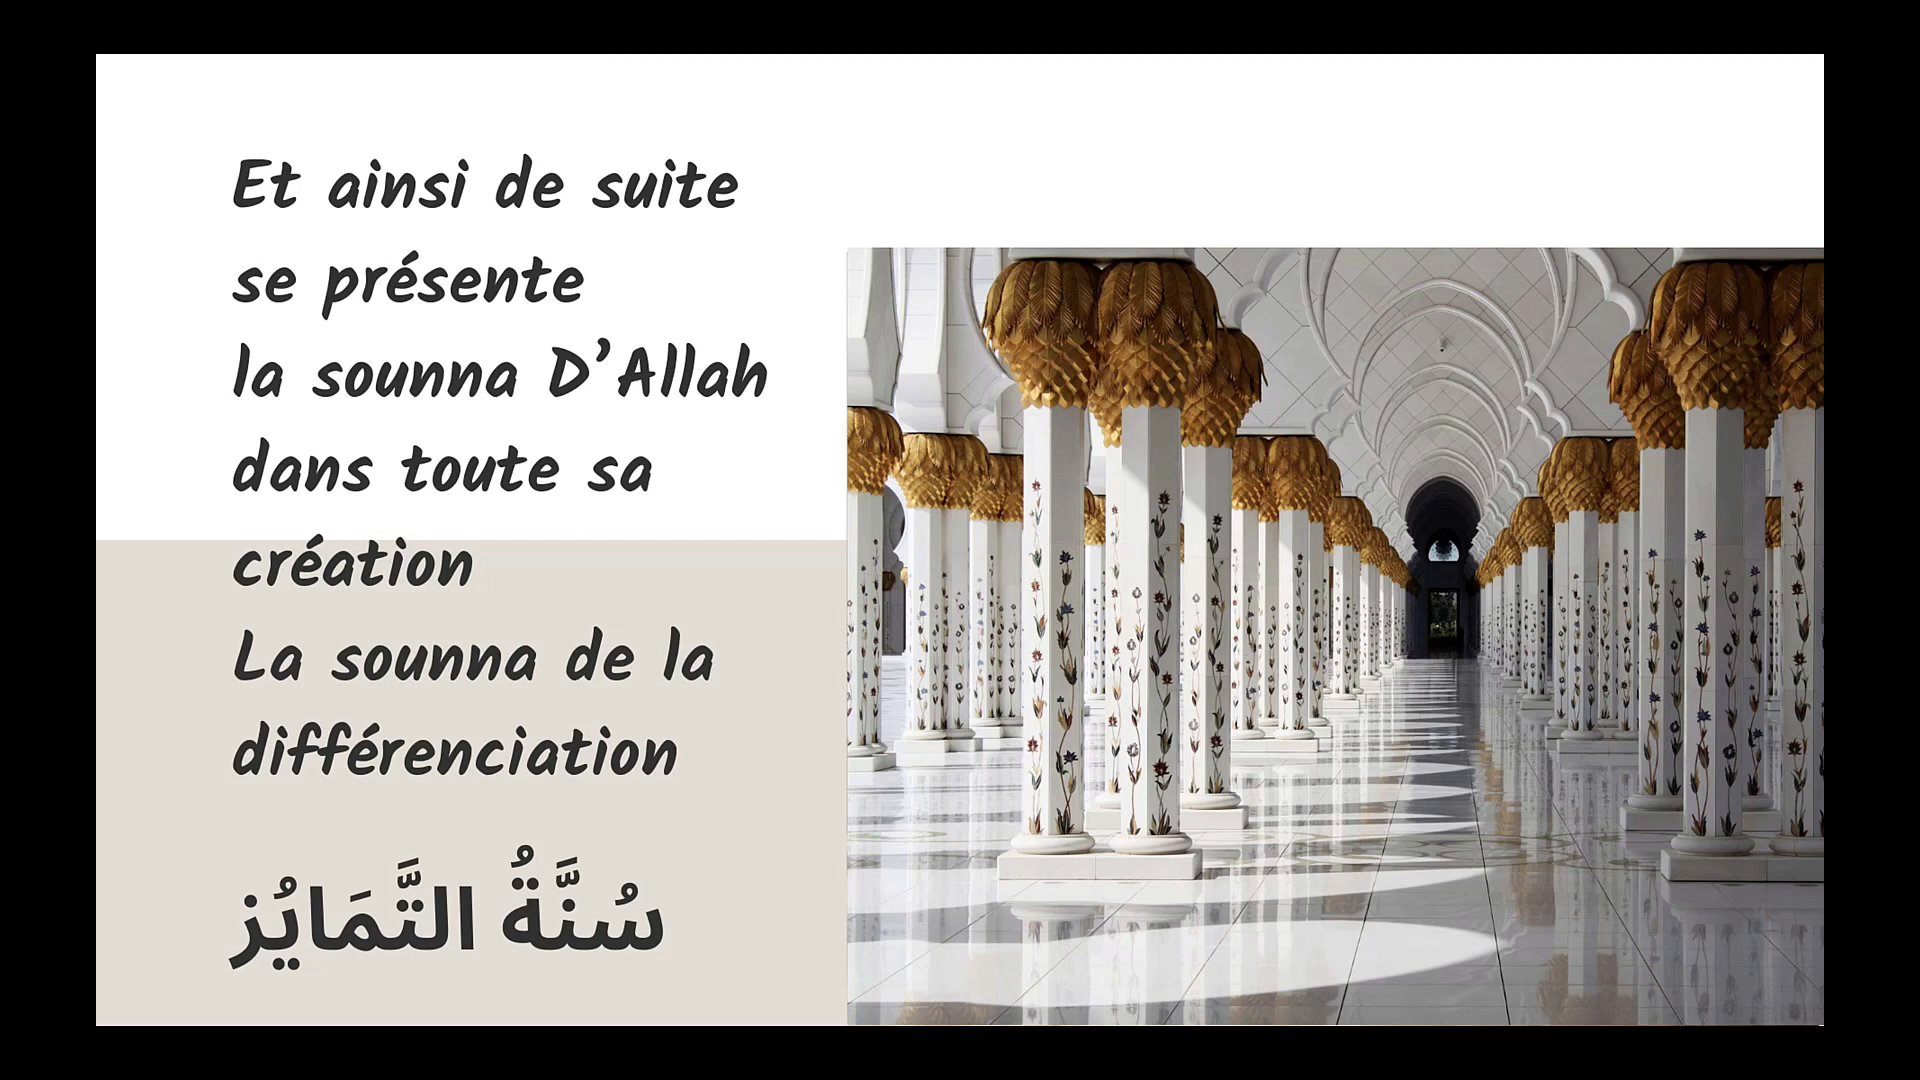 Et ainsi de suite
se présente
la sounna D’Allah
dans toute sa
création
La sounna de la
différenciation
سُنَّةُ التَّمَايُز